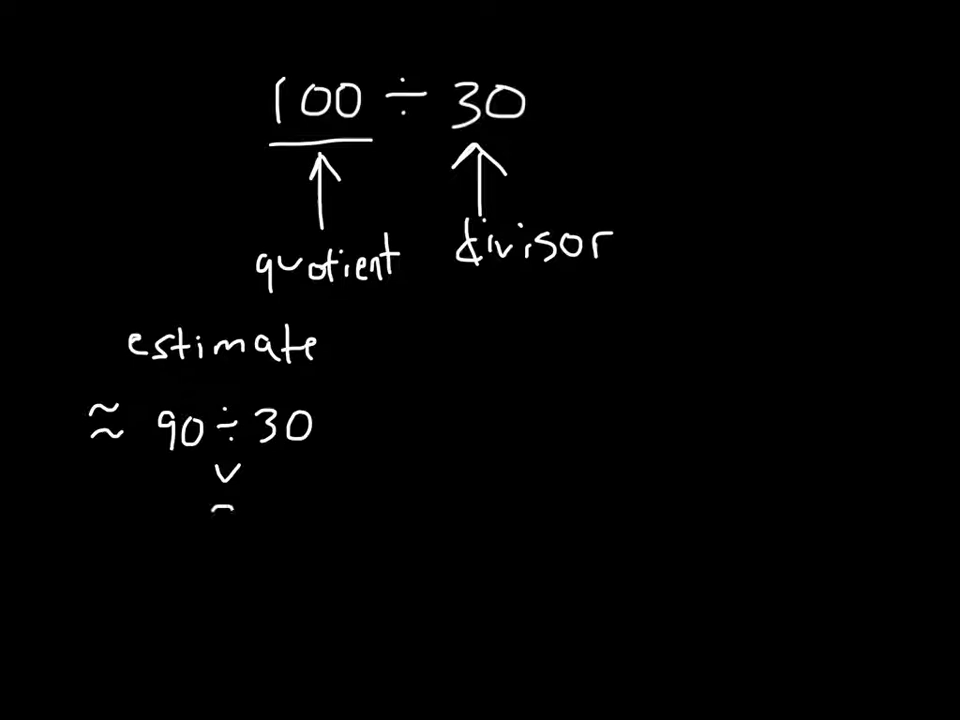 100 ÷ 30
quotient divisor
estimate
≈ 90 ÷ 30